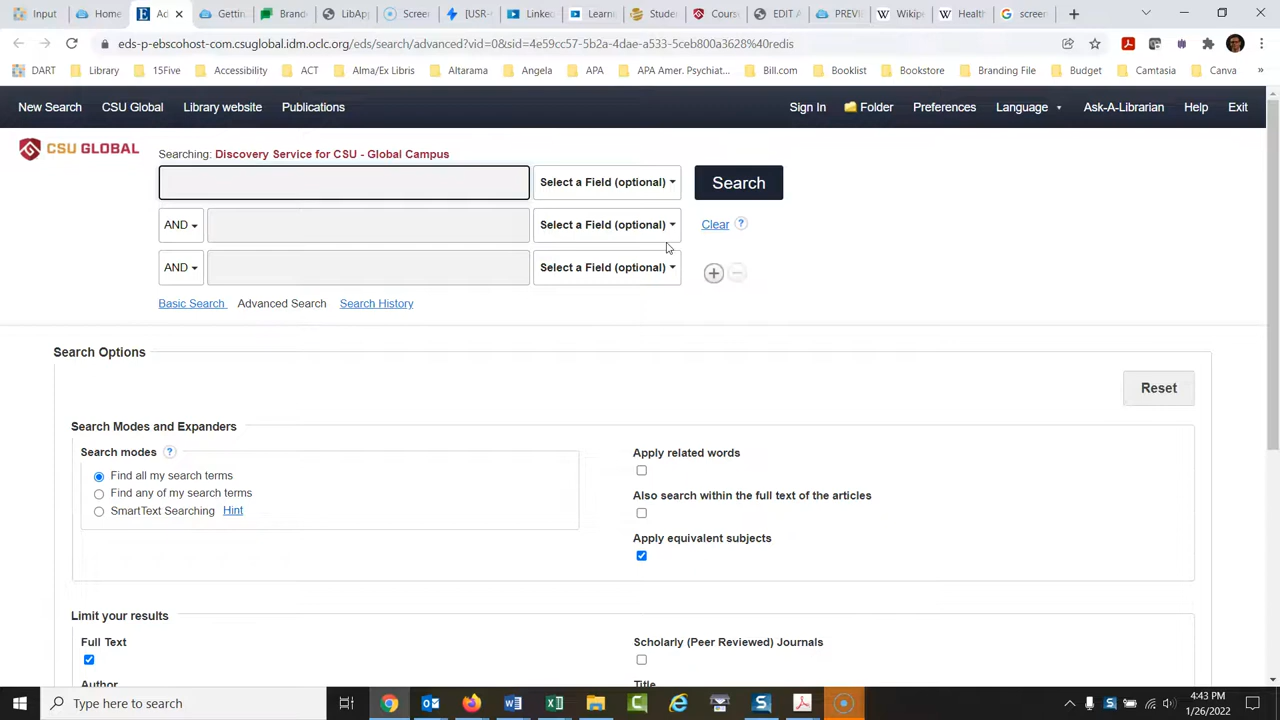 Input
Home
Ad
Gettin
Brand
LibAp
Screer
[USR-
Linked
Learni
Stude
Course
EDIT A
REVIE
Wikip
Health
screen
eds-p-ebscohost-com.csuglobal.idm.oclc.org/eds/search/advanced?vid=0&sid=4e59cc57-5b2a-4dae-a533-5ceb800a3628%40redis
DART
Library
15Five
Accessibility
ACT
Alma/Ex Libris
Altarama
Angela
APA
APA Amer. Psychiat...
Bill.com
Booklist
Bookstore
Branding File
Budget
Camtasia
Canva
»
New Search
CSU Global
Library website
Publications
Sign In
Folder
Preferences
Language
Ask-A-Librarian
Help
Exit
CSU GLOBAL
Searching: Discovery Service for CSU - Global Campus
Select a Field (optional)
Search
AND
Select a Field (optional)
Clear ?
AND
Select a Field (optional)
Basic Search
Advanced Search
Search History
Search Options
Reset
Search Modes and Expanders
Search modes ?
Find all my search terms
Find any of my search terms
SmartText Searching Hint
Apply related words
Also search within the full text of the articles
Apply equivalent subjects
Limit your results
Full Text
Scholarly (Peer Reviewed) Journals
Author
Title
Type here to search
4:43 PM
1/26/2022